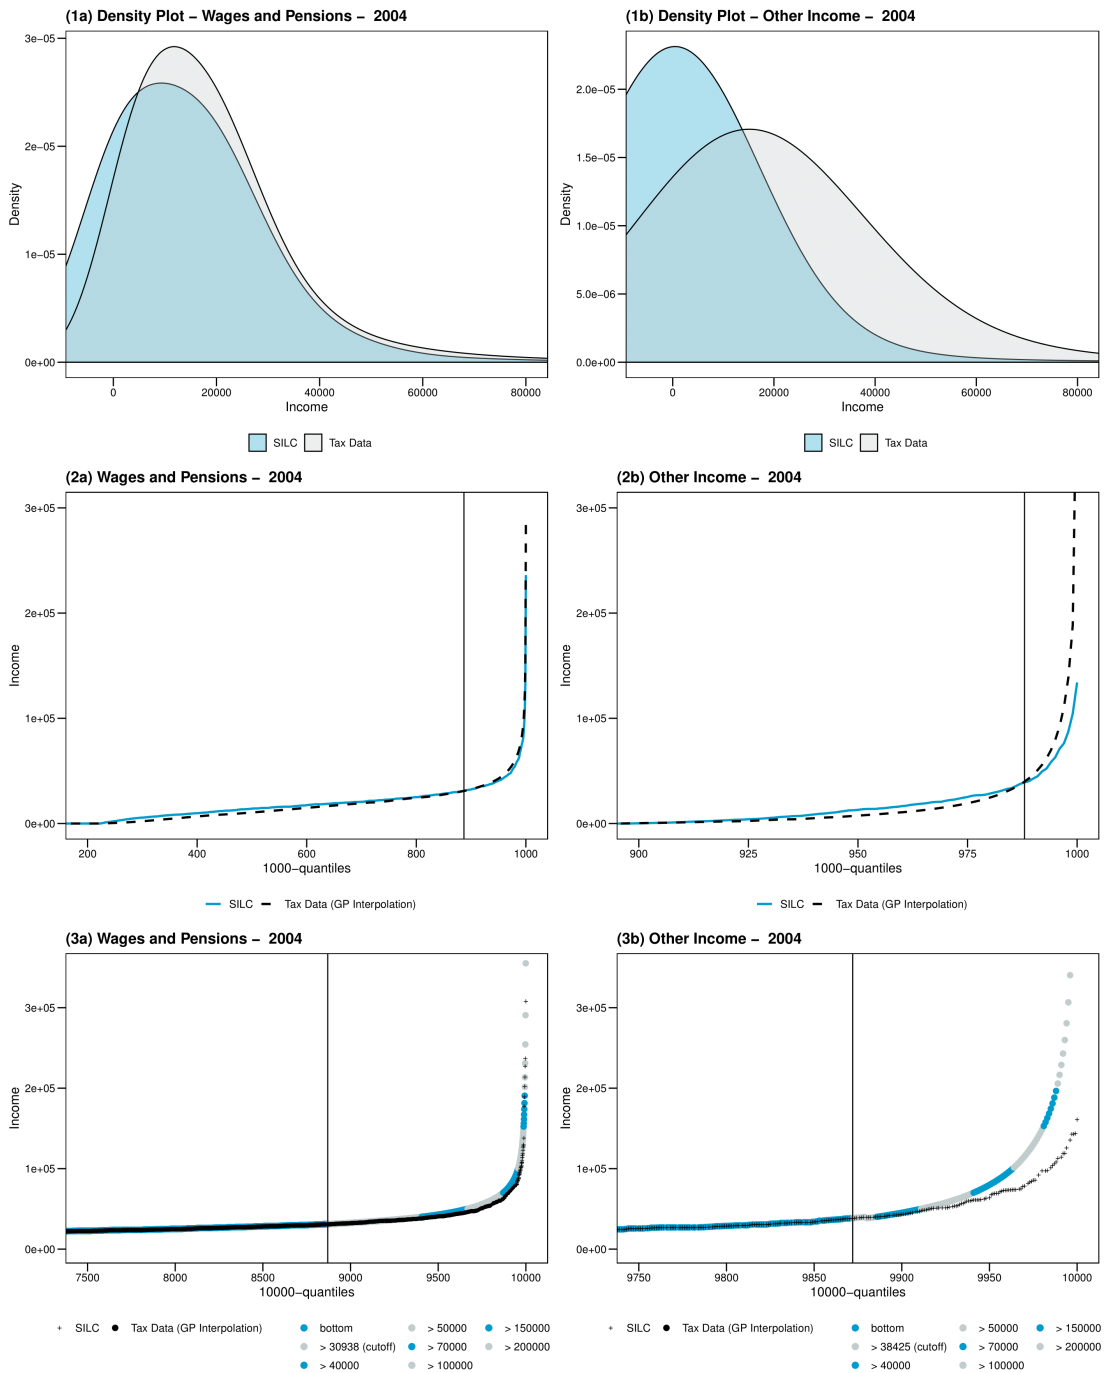 (1a) Density Plot – Wages and Pensions – 2004
3e−05
2e−05
1e−05
0e+00
Density
0 20000 40000 60000 80000
Income
SILC Tax Data
(1b) Density Plot – Other Income – 2004
2.0e−05
1.5e−05
1.0e−05
5.0e−06
0.0e+00
Density
0 20000 40000 60000 80000
Income
SILC Tax Data
(2a) Wages and Pensions – 2004
3e+05
2e+05
1e+05
0e+00
Income
200 400 600 800 1000
1000−quantiles
SILC Tax Data (GP Interpolation)
(2b) Other Income – 2004
3e+05
2e+05
1e+05
0e+00
Income
900 925 950 975 1000
1000−quantiles
SILC Tax Data (GP Interpolation)
(3a) Wages and Pensions – 2004
3e+05
2e+05
1e+05
0e+00
Income
7500 8000 8500 9000 9500 10000
10000−quantiles
SILC Tax Data (GP Interpolation)
bottom > 50000 > 150000
> 30938 (cutoff) > 70000 > 200000
> 40000 > 100000
(3b) Other Income – 2004
3e+05
2e+05
1e+05
0e+00
Income
9750 9800 9850 9900 9950 10000
10000−quantiles
SILC Tax Data (GP Interpolation)
bottom > 50000 > 150000
> 38425 (cutoff) > 70000 > 200000
> 40000 > 100000